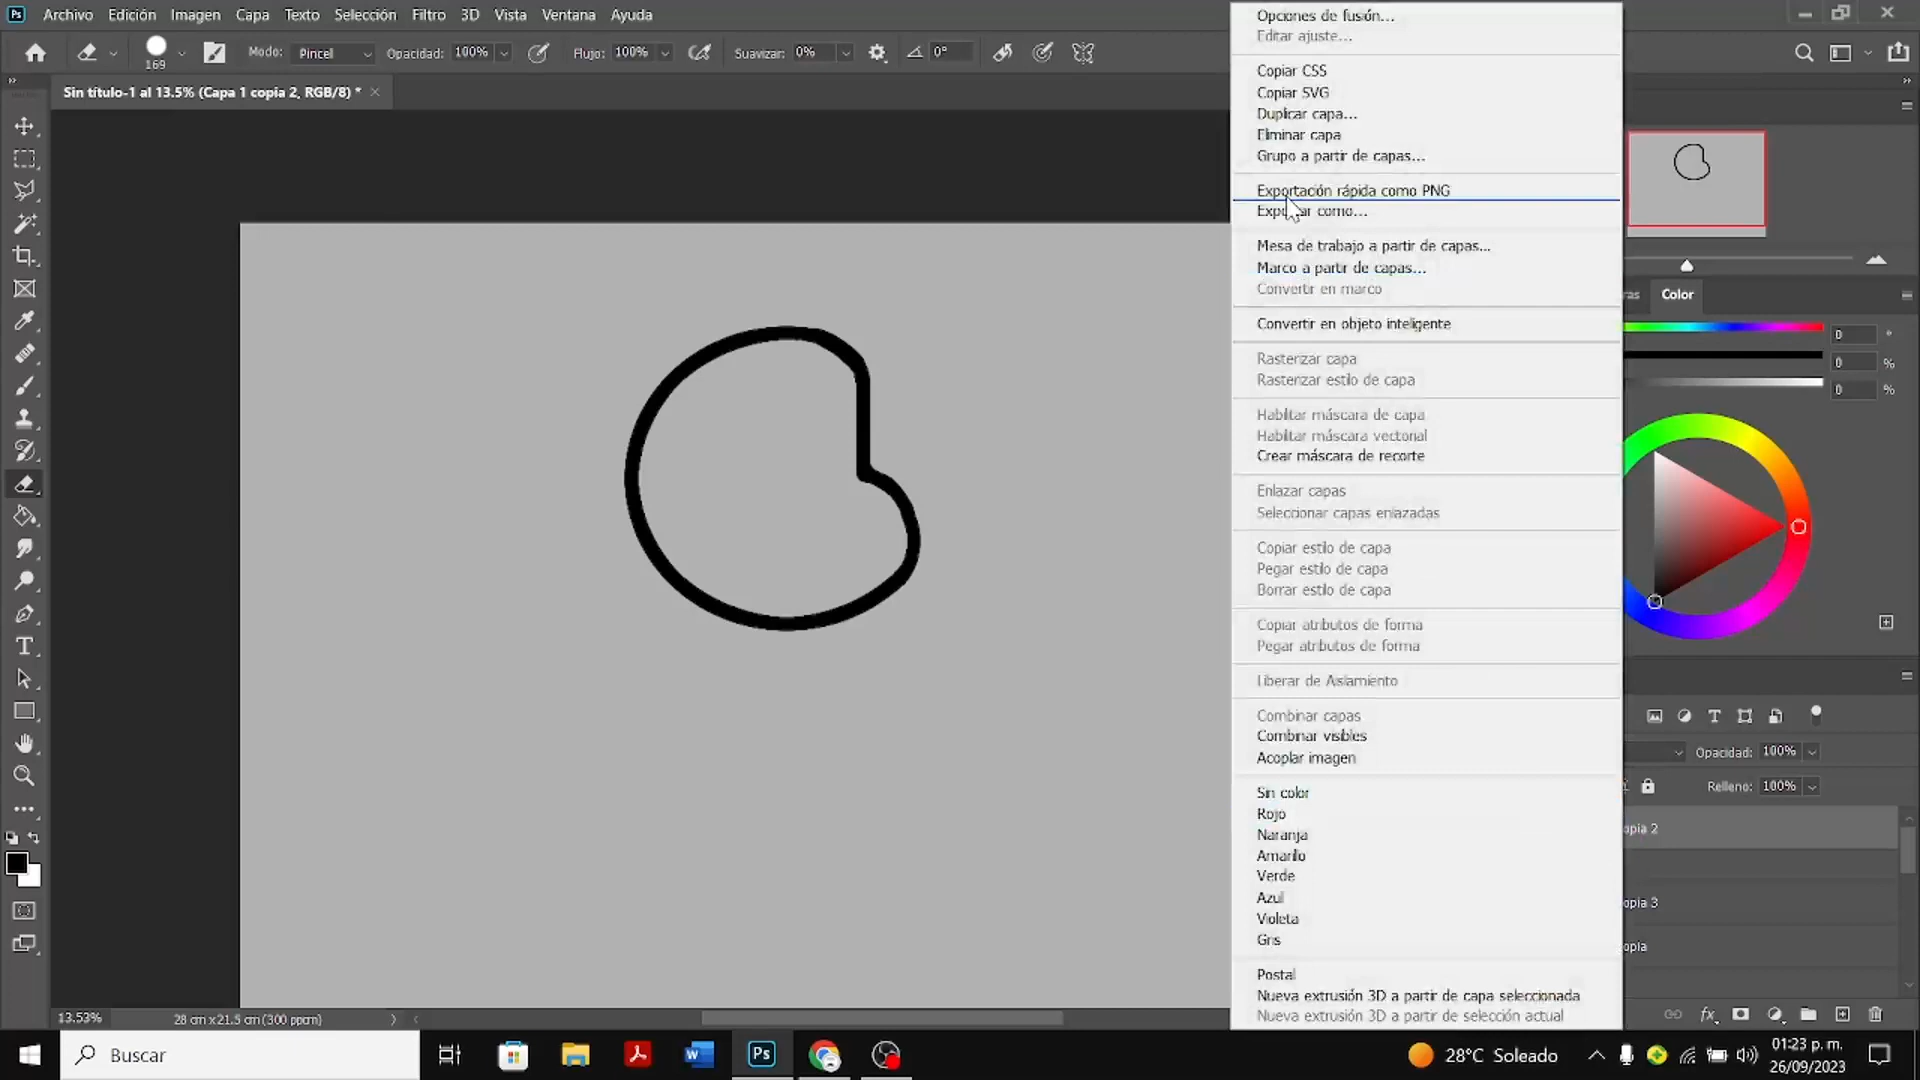 Ps Archivo Edición Imagen Capa Texto Selección Filtro 3D Vista Ventana Ayuda
169 Modo: Pincel Opacidad: 100% Flujo: 100% Suavizar: 0% 0°
Sin título-1 al 13.5% (Capa 1 copia 2, RGB/8) *
Opciones de fusión...
Editar ajuste...
Copiar CSS
Copiar SVG
Duplicar capa...
Eliminar capa
Grupo a partir de capas...
Exportación rápida como PNG
Exportar como...
Mesa de trabajo a partir de capas...
Marco a partir de capas...
Convertir en marco
Convertir en objeto inteligente
Rasterizar capa
Rasterizar estilo de capa
Habilitar máscara de capa
Habilitar máscara vectorial
Crear máscara de recorte
Enlazar capas
Seleccionar capas enlazadas
Copiar estilo de capa
Pegar estilo de capa
Borrar estilo de capa
Copiar atributos de forma
Pegar atributos de forma
Liberar de Aislamiento
Combinar capas
Combinar visibles
Acoplar imagen
Sin color
Rojo
Naranja
Amarillo
Verde
Azul
Violeta
Gris
Postal
Nueva extrusión 3D a partir de capa seleccionada
Nueva extrusión 3D a partir de selección actual
ras Color
0 °
0 %
0 %
Opacidad: 100%
Relleno: 100%
opia 2
opia 3
opia
fx
13.53% 28 cm x 21.5 cm (300 ppcm)
Buscar
Ps
28°C Soleado
01:23 p. m.
26/09/2023